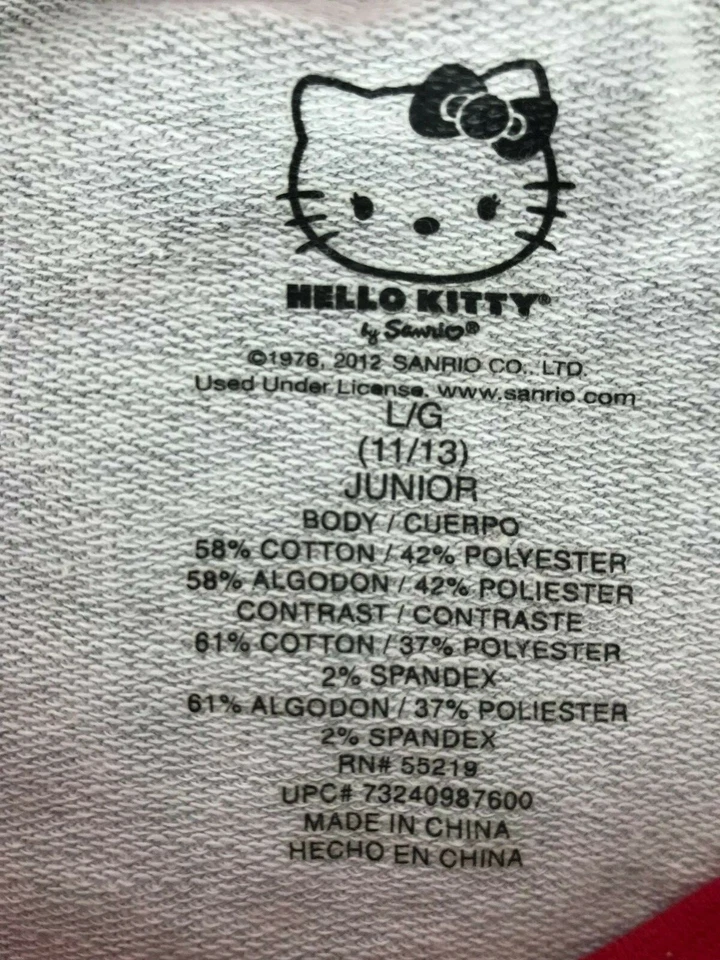 HELLO KITTY®
by Sanrio®
©1976, 2012 SANRIO CO., LTD.
Used Under License. www.sanrio.com
L/G
(11/13)
JUNIOR
BODY / CUERPO
58% COTTON / 42% POLYESTER
58% ALGODON / 42% POLIESTER
CONTRAST / CONTRASTE
61% COTTON / 37% POLYESTER
2% SPANDEX
61% ALGODON / 37% POLIESTER
2% SPANDEX
RN# 55219
UPC# 73240987600
MADE IN CHINA
HECHO EN CHINA